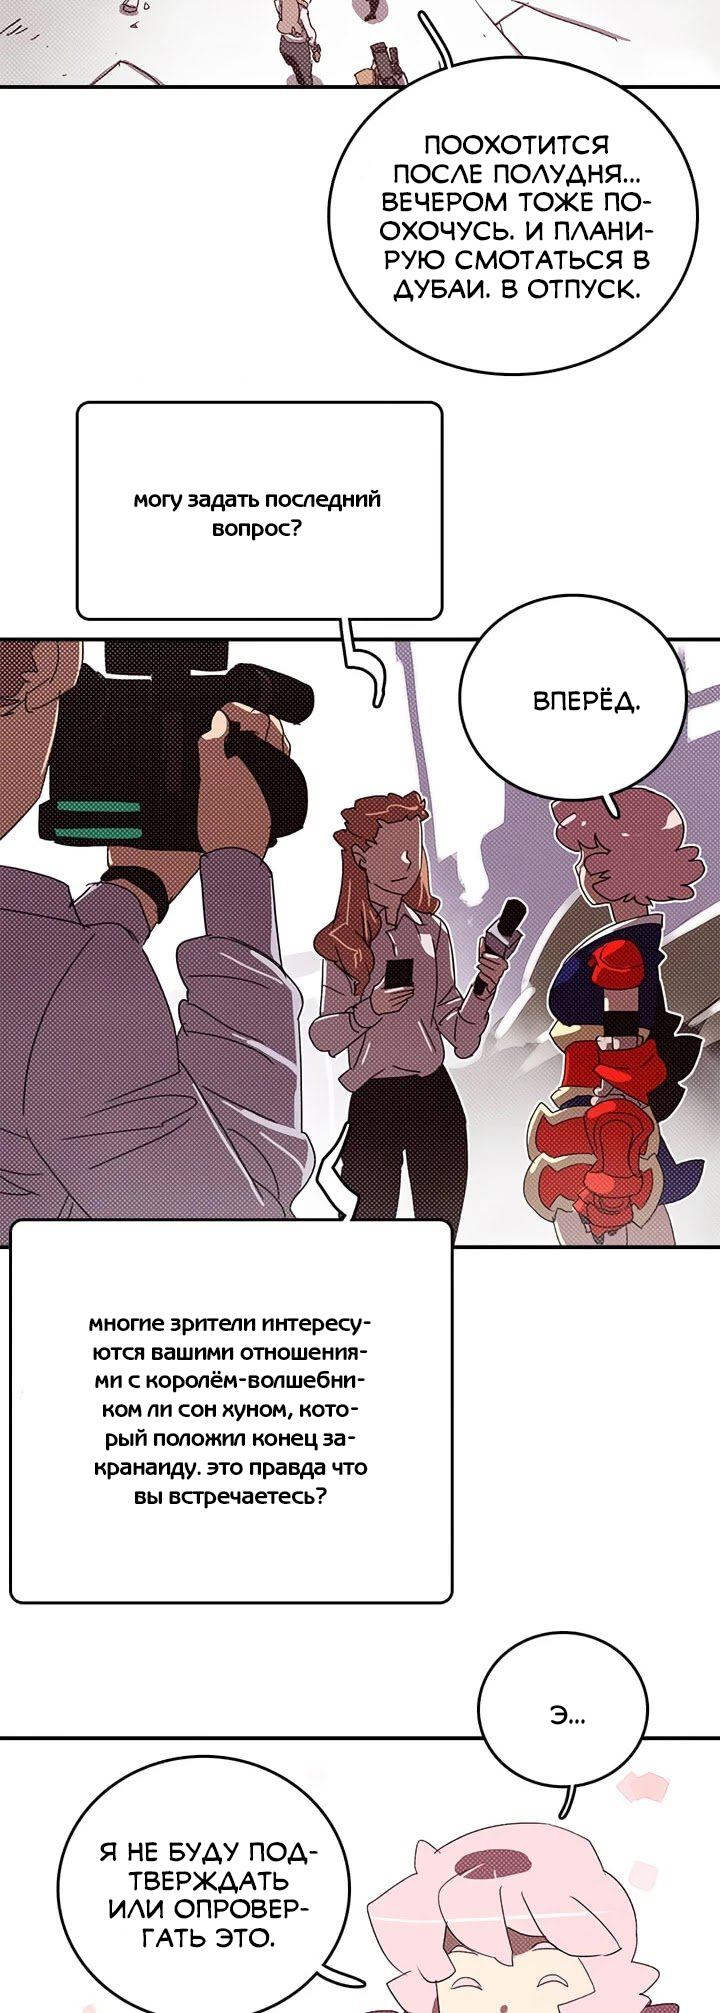 ПООХОТИТСЯ
ПОСЛЕ ПОЛУДНЯ...
ВЕЧЕРОМ ТОЖЕ ПО-
ОХОЧУСЬ. И ПЛАНИ-
РУЮ СМОТАТЬСЯ В
ДУБАИ. В ОТПУСК.
могу задать последний
вопрос?
ВПЕРЁД.
многие зрители интересу-
ются вашими отношения-
ми с королём-волшебни-
ком ли сон хуном, кото-
рый положил конец за-
кранаиду. это правда что
вы встречаетесь?
Э...
Я НЕ БУДУ ПОД-
ТВЕРЖДАТЬ
ИЛИ ОПРОВЕР-
ГАТЬ ЭТО.